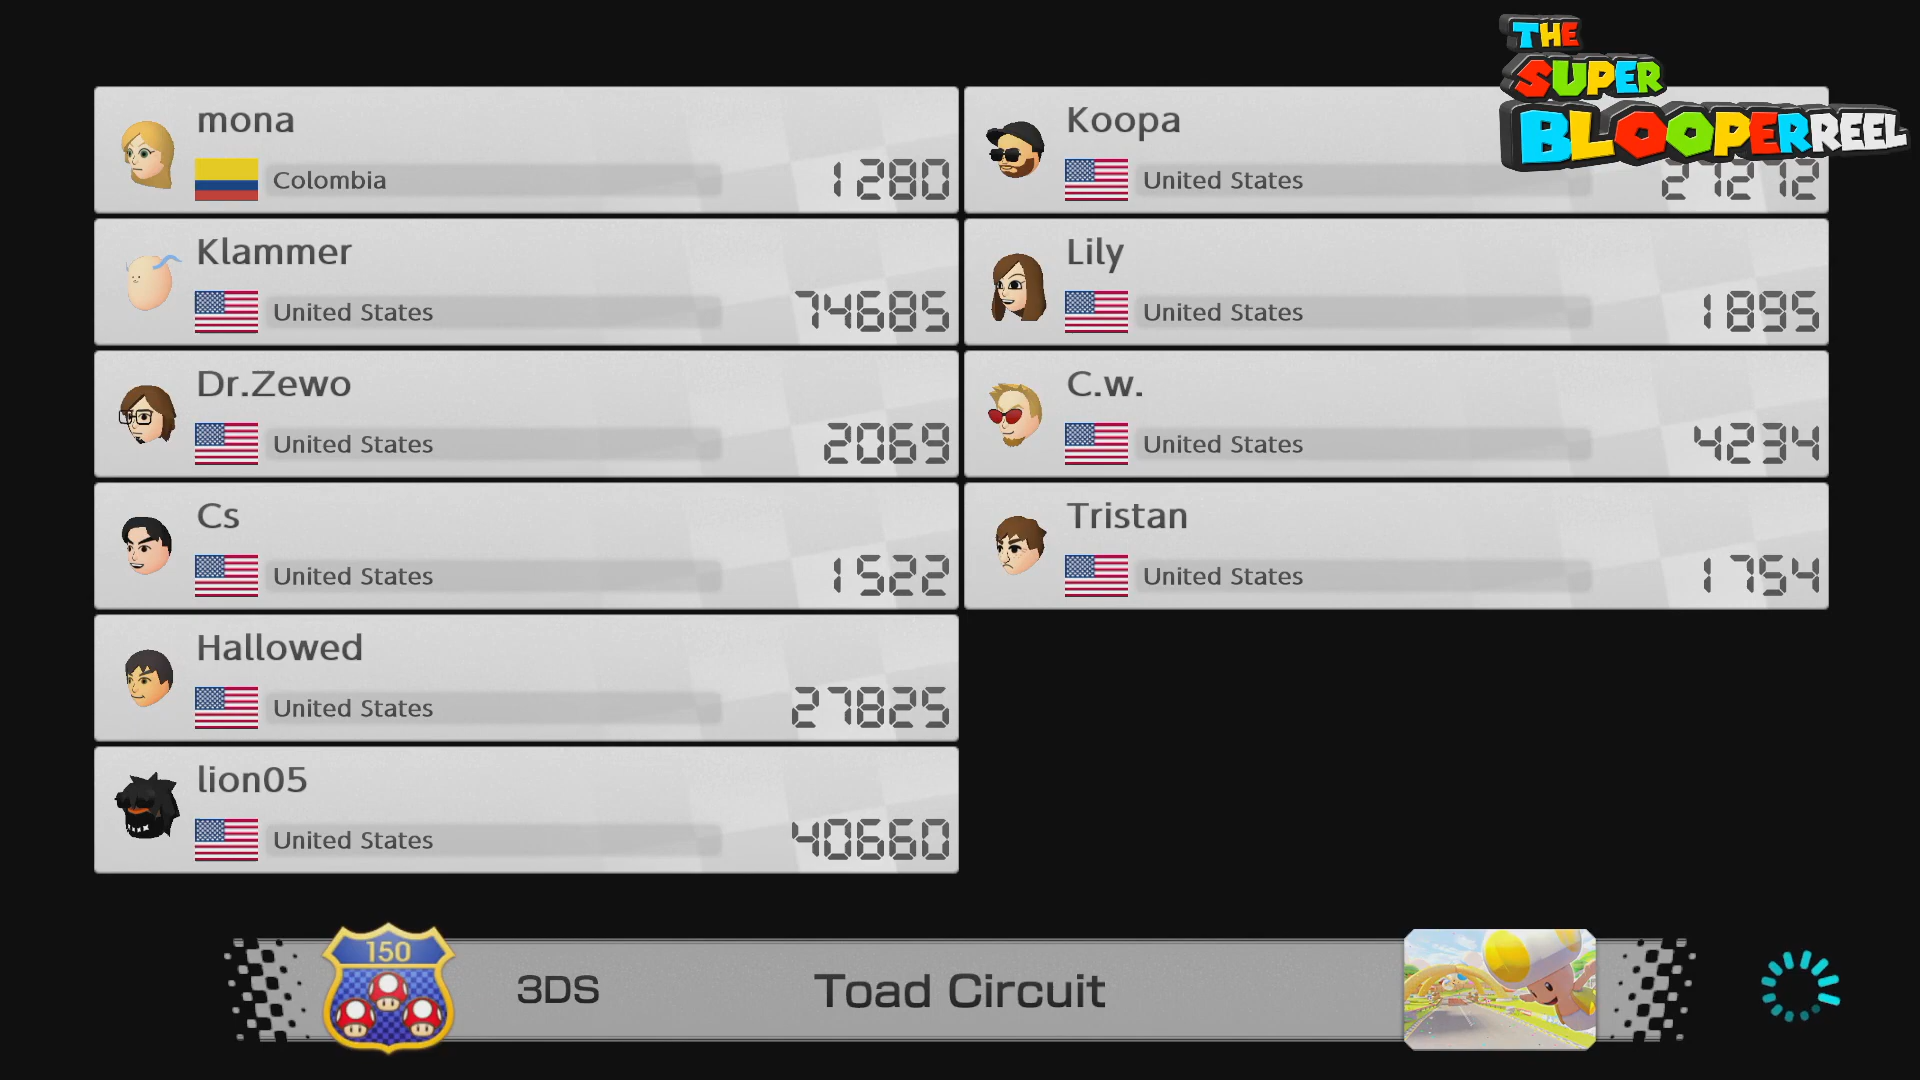 THE
SUPER
BLOOPERREEL
mona
Colombia 1280
Klammer
United States 74685
Dr.Zewo
United States 2069
Cs
United States 1522
Hallowed
United States 27825
lion05
United States 40660
Koopa
United States 21212
Lily
United States 1895
C.w.
United States 4234
Tristan
United States 1754
150
3DS Toad Circuit